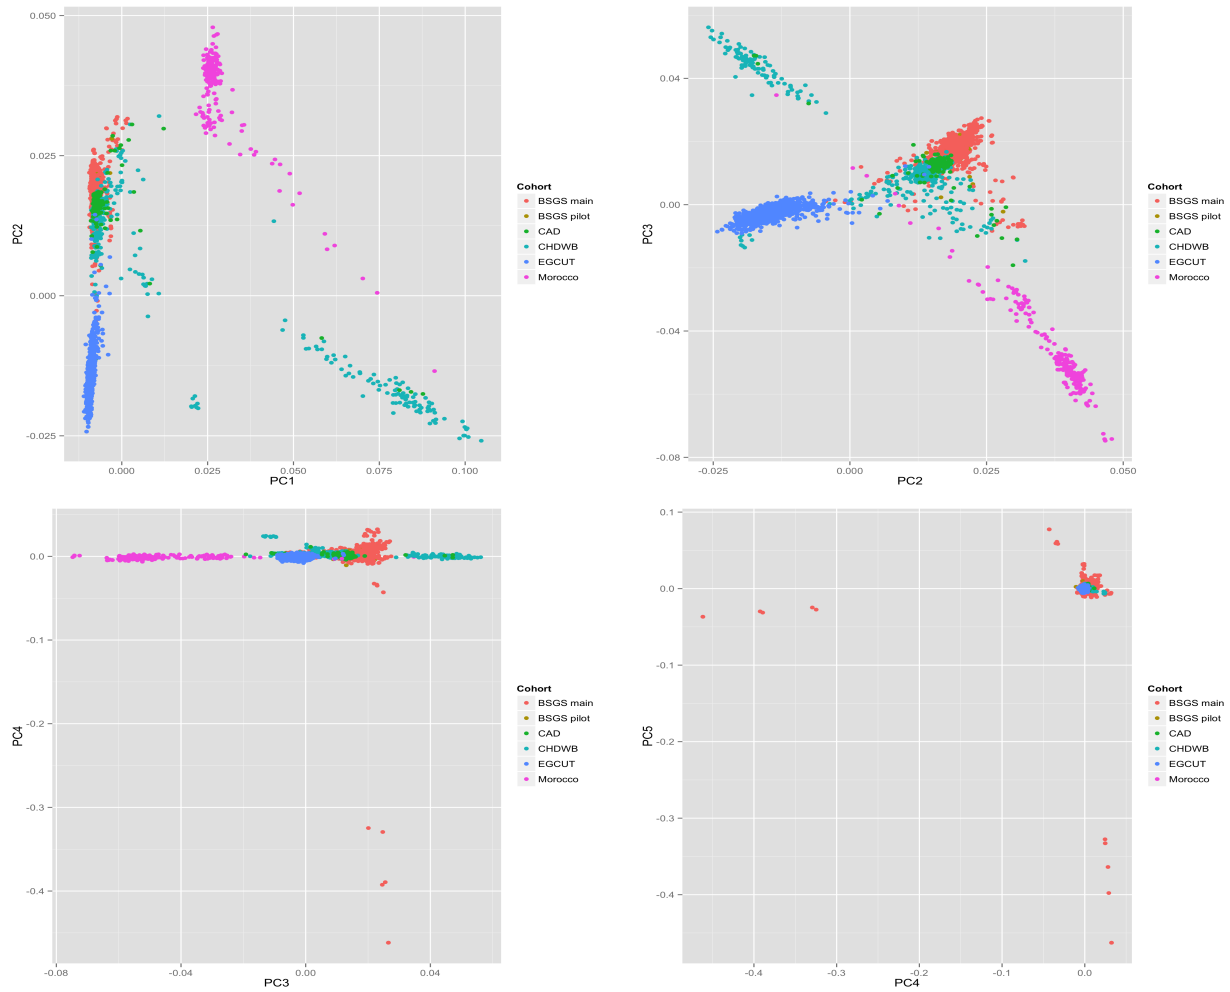 0.050
0.025
0.000
-0.025
PC2
0.000
0.025
0.050
0.075
0.100
PC1
Cohort
BSGS main
BSGS pilot
CAD
CHDWB
EGCUT
Morocco
0.04
0.00
-0.04
-0.08
PC3
-0.025
0.000
0.025
0.050
PC2
Cohort
BSGS main
BSGS pilot
CAD
CHDWB
EGCUT
Morocco
0.0
-0.1
-0.2
-0.3
-0.4
PC4
-0.08
-0.04
0.00
0.04
PC3
Cohort
BSGS main
BSGS pilot
CAD
CHDWB
EGCUT
Morocco
0.1
0.0
-0.1
-0.2
-0.3
-0.4
PC5
-0.4
-0.3
-0.2
-0.1
0.0
PC4
Cohort
BSGS main
BSGS pilot
CAD
CHDWB
EGCUT
Morocco